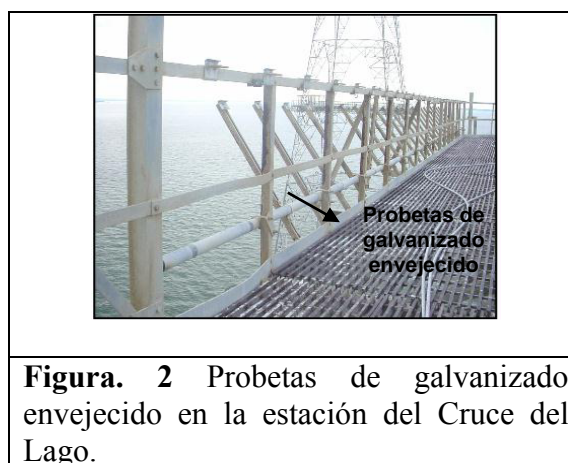 Probetas de
galvanizado
envejecido
Figura. 2 Probetas de galvanizado
envejecido en la estación del Cruce del
Lago.